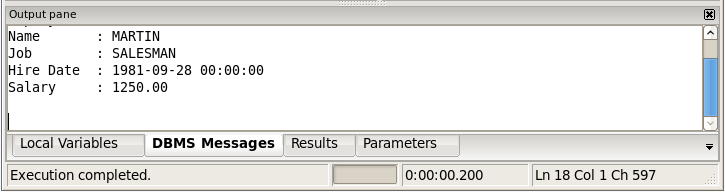 Output pane
Name : MARTIN
Job : SALESMAN
Hire Date : 1981-09-28 00:00:00
Salary : 1250.00
Local Variables DBMS Messages Results Parameters
Execution completed. 0:00:00.200 Ln 18 Col 1 Ch 597